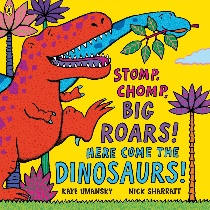 STOMP,
CHOMP,
BIG
ROARS!
HERE COME THE
DINOSAURS!
KAYE UMANSKY NICK SHARRATT